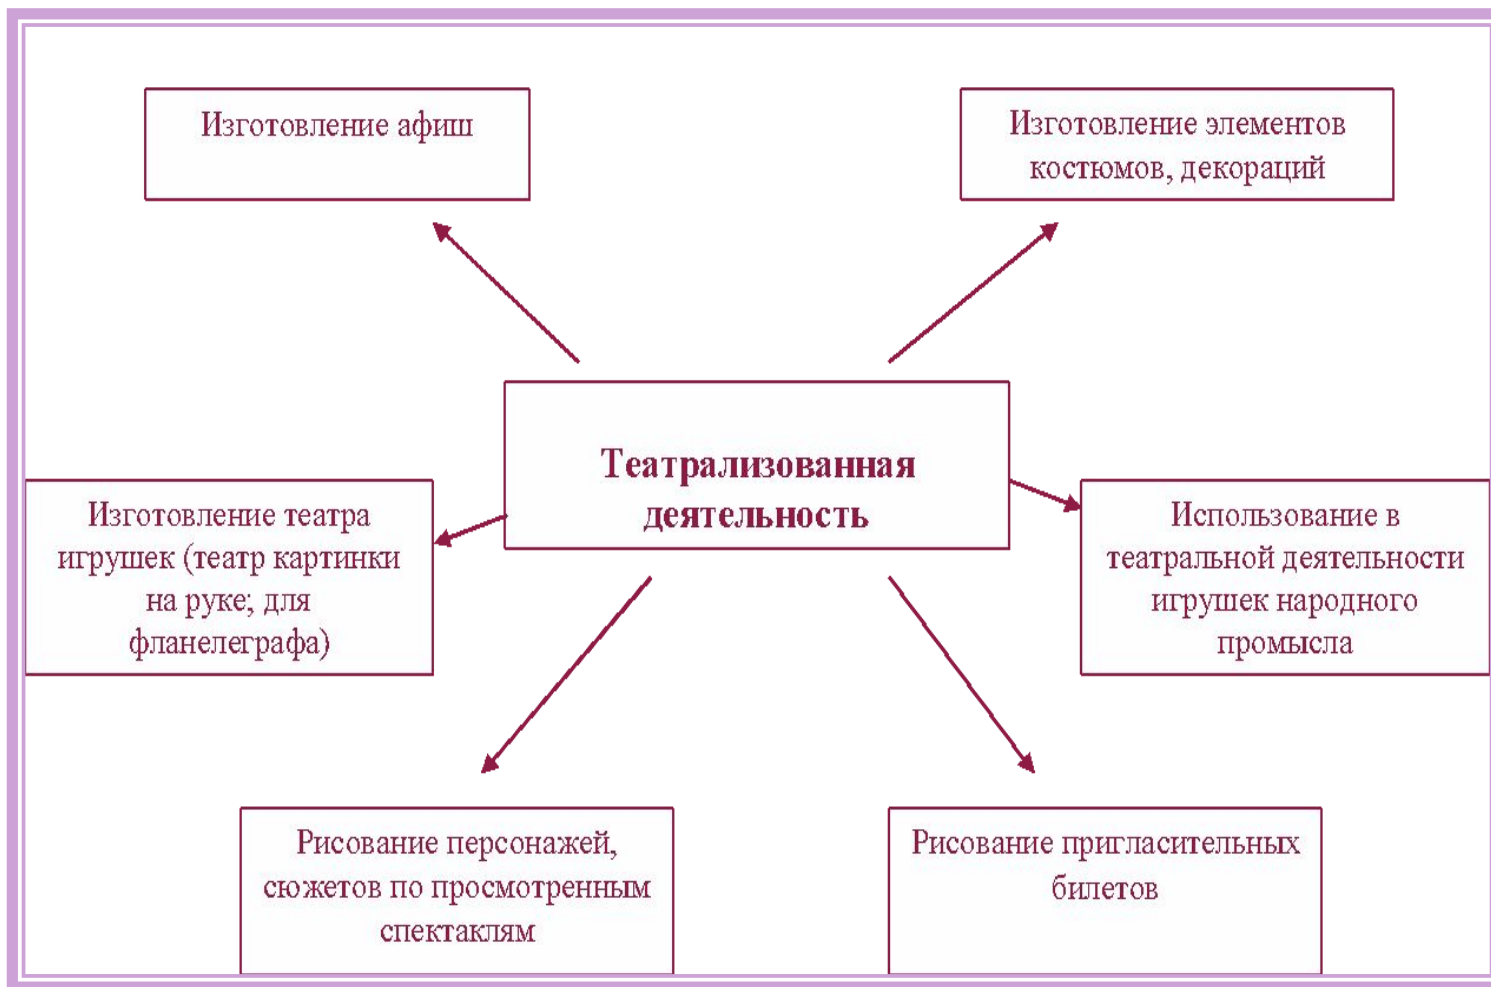 Изготовление афиш
Изготовление элементов
костюмов, декораций
Театрализованная
деятельность
Изготовление театра
игрушек (театр картинки
на руке; для
фланелеграфа)
Использование в
театральной деятельности
игрушек народного
промысла
Рисование персонажей,
сюжетов по просмотренным
спектаклям
Рисование пригласительных
билетов